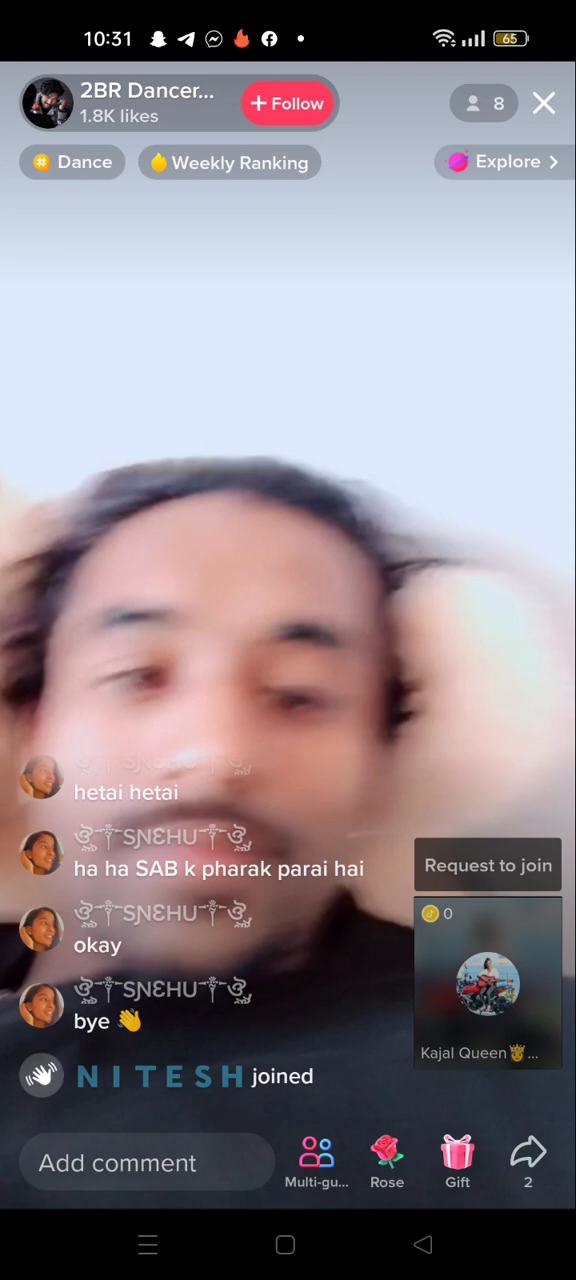 10:31
65
2BR Dancer...
1.8K likes
+ Follow
8
Dance
Weekly Ranking
Explore >
hetai hetai
SNEHU
ha ha SAB k pharak parai hai
SNEHU
okay
SNEHU
bye 👋
NITESH joined
Request to join
0
Kajal Queen👸...
Add comment
Multi-gu...
Rose
Gift
2